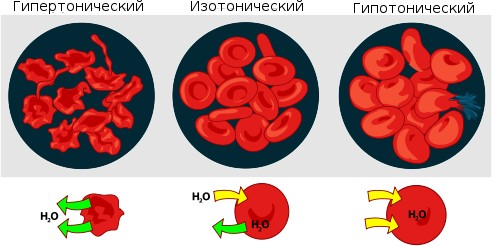 Гипертонический
Изотонический
Гипотонический
H₂O
H₂O
H₂O
H₂O